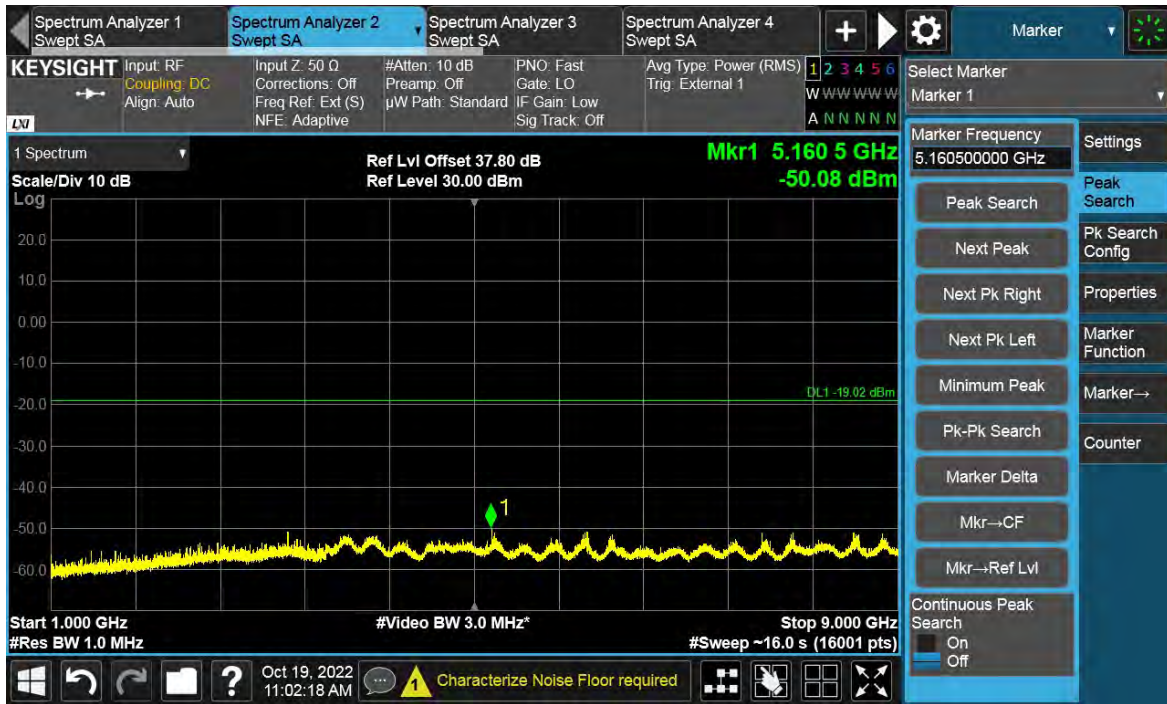 Spectrum Analyzer 1
Swept SA
Spectrum Analyzer 2
Swept SA
Spectrum Analyzer 3
Swept SA
Spectrum Analyzer 4
Swept SA
+
Marker
KEYSIGHT
LXI
Input: RF
Coupling: DC
Align: Auto
Input Z: 50 Ω
Corrections: Off
Freq Ref: Ext (S)
NFE: Adaptive
#Atten: 10 dB
Preamp: Off
µW Path: Standard
PNO: Fast
Gate: LO
IF Gain: Low
Sig Track: Off
Avg Type: Power (RMS)
Trig: External 1
1 2 3 4 5 6
W W W W W W
A N N N N N
Select Marker
Marker 1
1 Spectrum
Scale/Div 10 dB
Log
Ref Lvl Offset 37.80 dB
Ref Level 30.00 dBm
Mkr1 5.160 5 GHz
-50.08 dBm
20.0
10.0
0.00
-10.0
-20.0
-30.0
-40.0
-50.0
-60.0
DL1 -19.02 dBm
1
Start 1.000 GHz
#Res BW 1.0 MHz
#Video BW 3.0 MHz*
Stop 9.000 GHz
#Sweep ~16.0 s (16001 pts)
Marker Frequency
5.160500000 GHz
Peak Search
Next Peak
Next Pk Right
Next Pk Left
Minimum Peak
Pk-Pk Search
Marker Delta
Mkr→CF
Mkr→Ref Lvl
Continuous Peak
Search
On
Off
Settings
Peak
Search
Pk Search
Config
Properties
Marker
Function
Marker→
Counter
?
Oct 19, 2022
11:02:18 AM
1
Characterize Noise Floor required